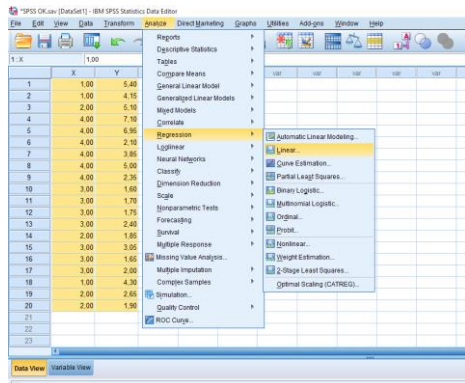 *SPSS OK.sav [DataSet1] - IBM SPSS Statistics Data Editor
File Edit View Data Transform Analyze Direct Marketing Graphs Utilities Add-ons Window Help
1 : X 1,00
X Y var var var var var
1 1,00 5,40
2 1,00 4,15
3 2,00 5,10
4 4,00 7,10
5 4,00 6,95
6 4,00 2,10
7 4,00 3,85
8 4,00 5,00
9 4,00 2,35
10 3,00 1,60
11 3,00 1,70
12 3,00 1,75
13 3,00 2,40
14 2,00 1,85
15 3,00 3,05
16 3,00 1,65
17 3,00 2,00
18 1,00 4,30
19 2,00 2,65
20 2,00 1,90
21
22
23
Reports
Descriptive Statistics
Tables
Compare Means
General Linear Model
Generalized Linear Models
Mixed Models
Correlate
Regression
Loglinear
Neural Networks
Classify
Dimension Reduction
Scale
Nonparametric Tests
Forecasting
Survival
Multiple Response
Missing Value Analysis...
Multiple Imputation
Complex Samples
Simulation...
Quality Control
ROC Curve...
Automatic Linear Modeling...
Linear...
Curve Estimation...
Partial Least Squares...
Binary Logistic...
Multinomial Logistic...
Ordinal...
Probit...
Nonlinear...
Weight Estimation...
2-Stage Least Squares...
Optimal Scaling (CATREG)...
Data View Variable View